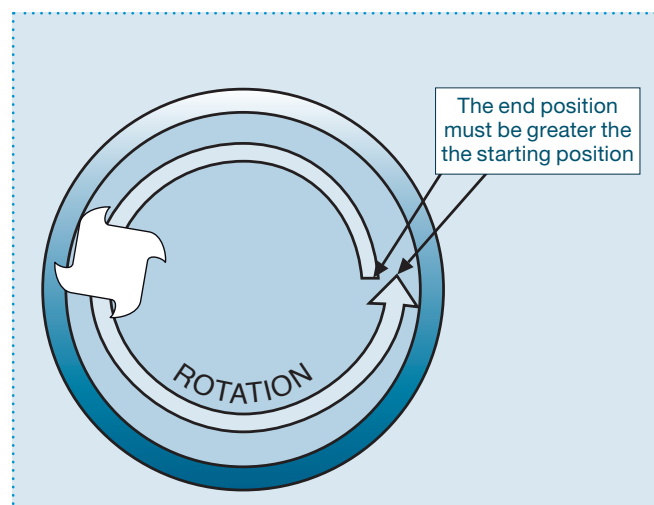 The end position
must be greater the
the starting position
ROTATION